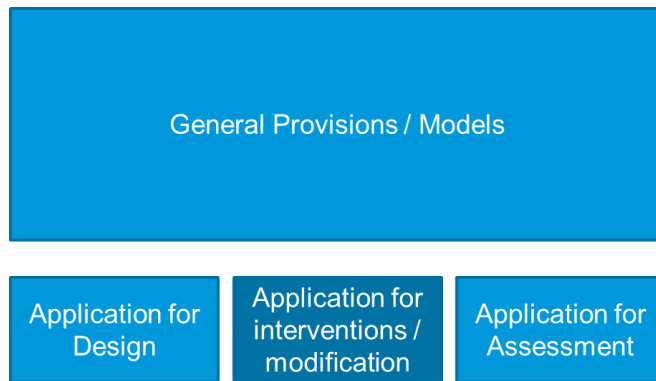 General Provisions / Models
Application for
Design
Application for
interventions /
modification
Application for
Assessment